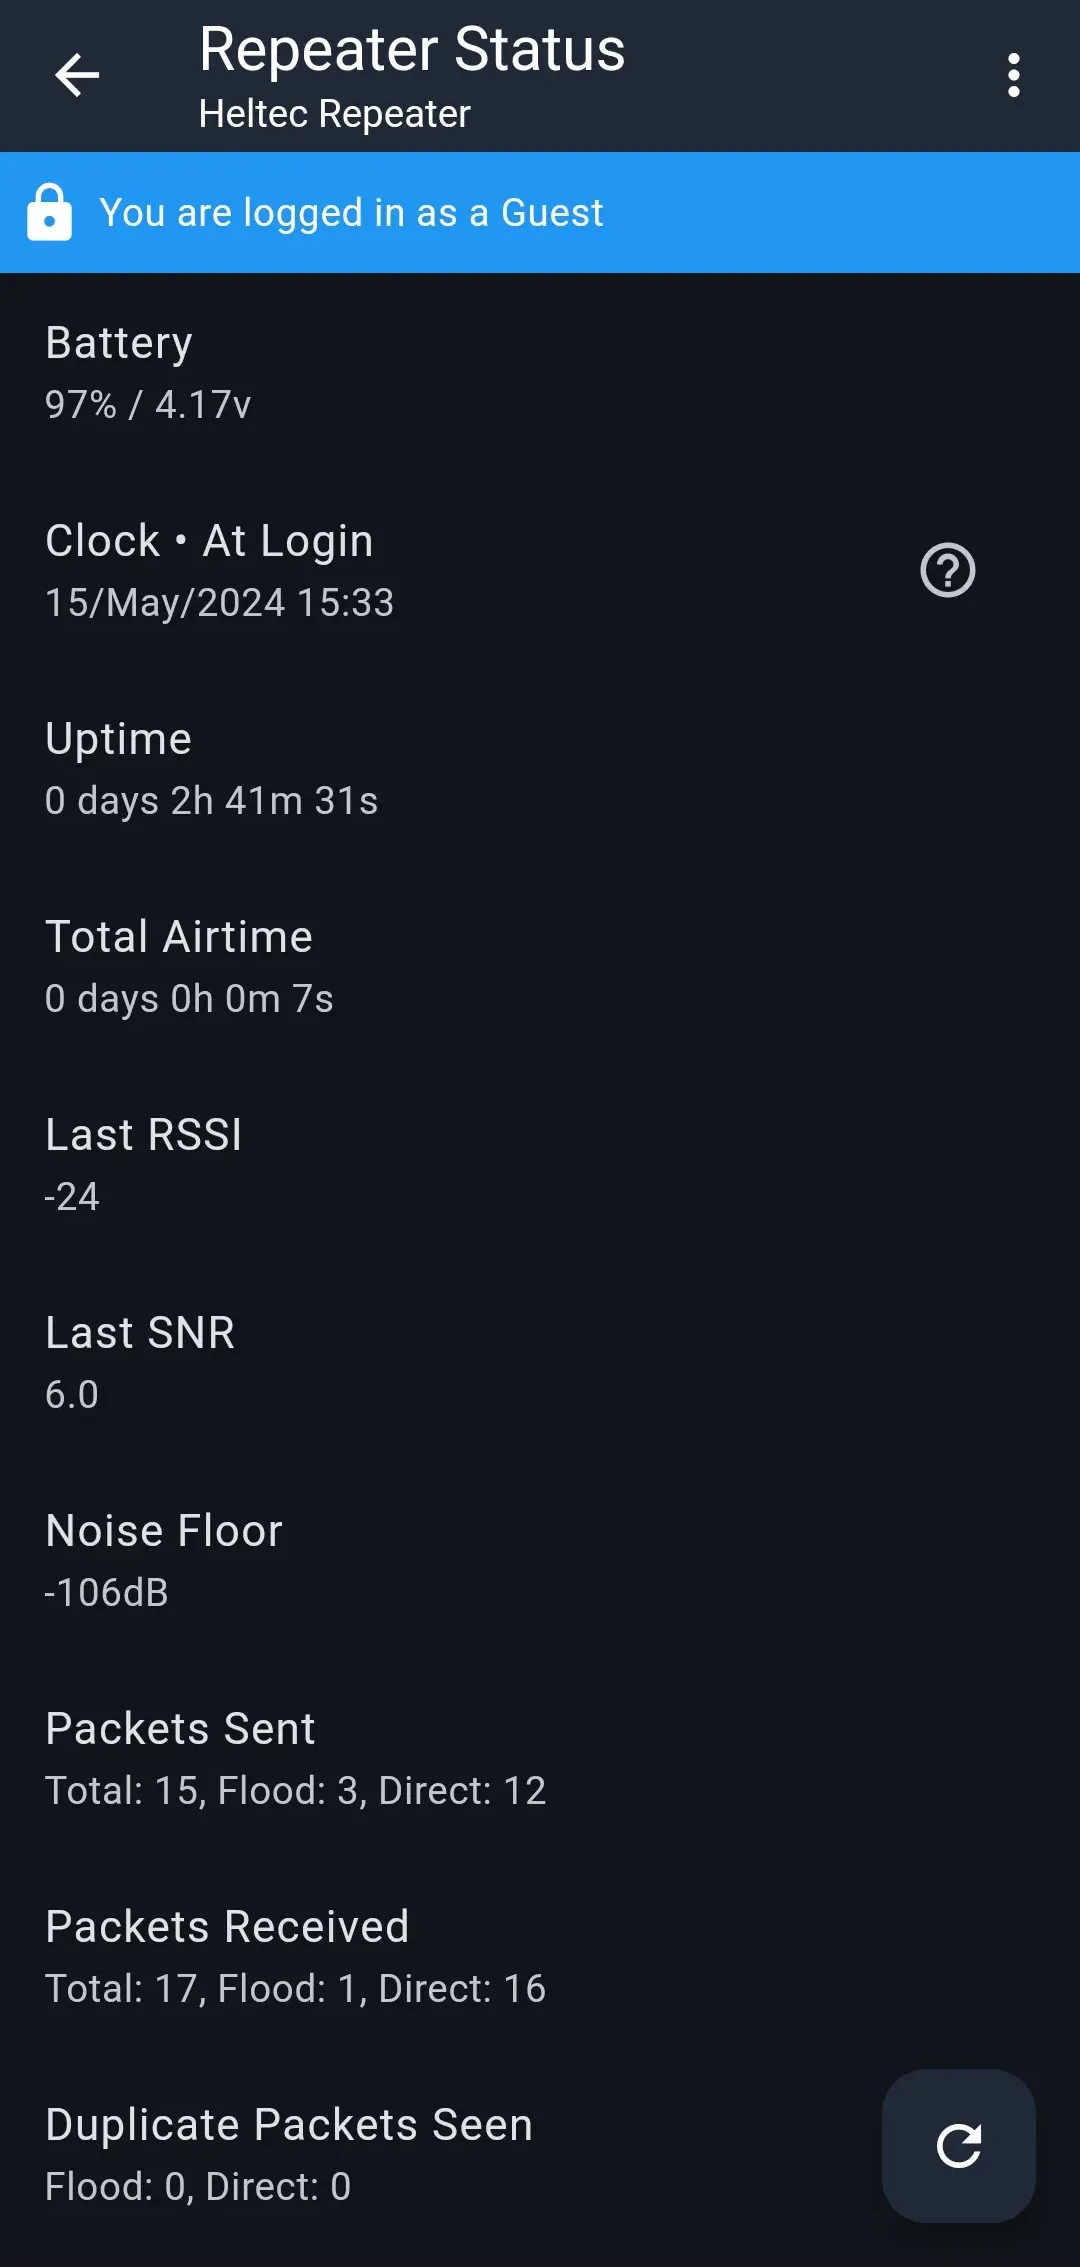 Repeater Status
Heltec Repeater
You are logged in as a Guest
Battery
97% / 4.17v
Clock • At Login
15/May/2024 15:33
Uptime
0 days 2h 41m 31s
Total Airtime
0 days 0h 0m 7s
Last RSSI
-24
Last SNR
6.0
Noise Floor
-106dB
Packets Sent
Total: 15, Flood: 3, Direct: 12
Packets Received
Total: 17, Flood: 1, Direct: 16
Duplicate Packets Seen
Flood: 0, Direct: 0